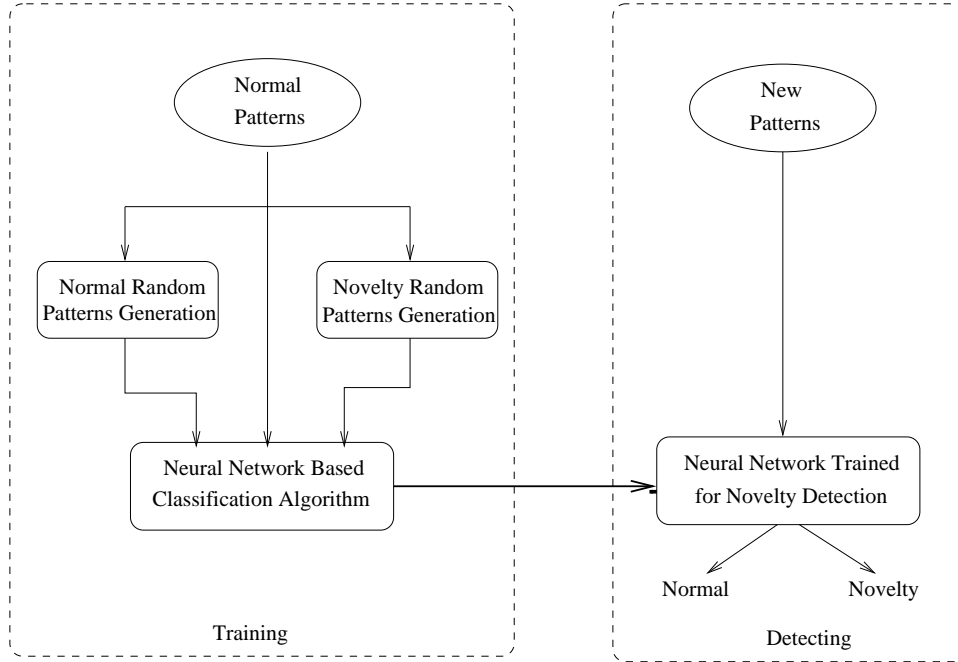 Normal
Patterns
Normal Random
Patterns Generation
Novelty Random
Patterns Generation
Neural Network Based
Classification Algorithm
Training
New
Patterns
Neural Network Trained
for Novelty Detection
Normal
Novelty
Detecting